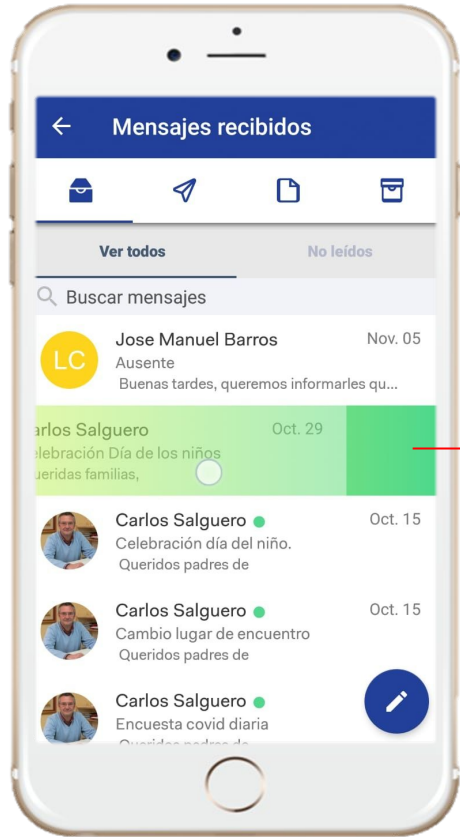 Mensajes recibidos
Ver todos
No leídos
Buscar mensajes
Jose Manuel Barros
Nov. 05
LC
Ausente
Buenas tardes, queremos informarles qu...
arlos Salguero
Oct. 29
elebración Día de los niños
ueridas familias,
Carlos Salguero
Oct. 15
Celebración día del niño.
Queridos padres de
Carlos Salguero
Oct. 15
Cambio lugar de encuentro
Queridos padres de
Carlos Salguero
Encuesta covid diaria
Queridos padres de